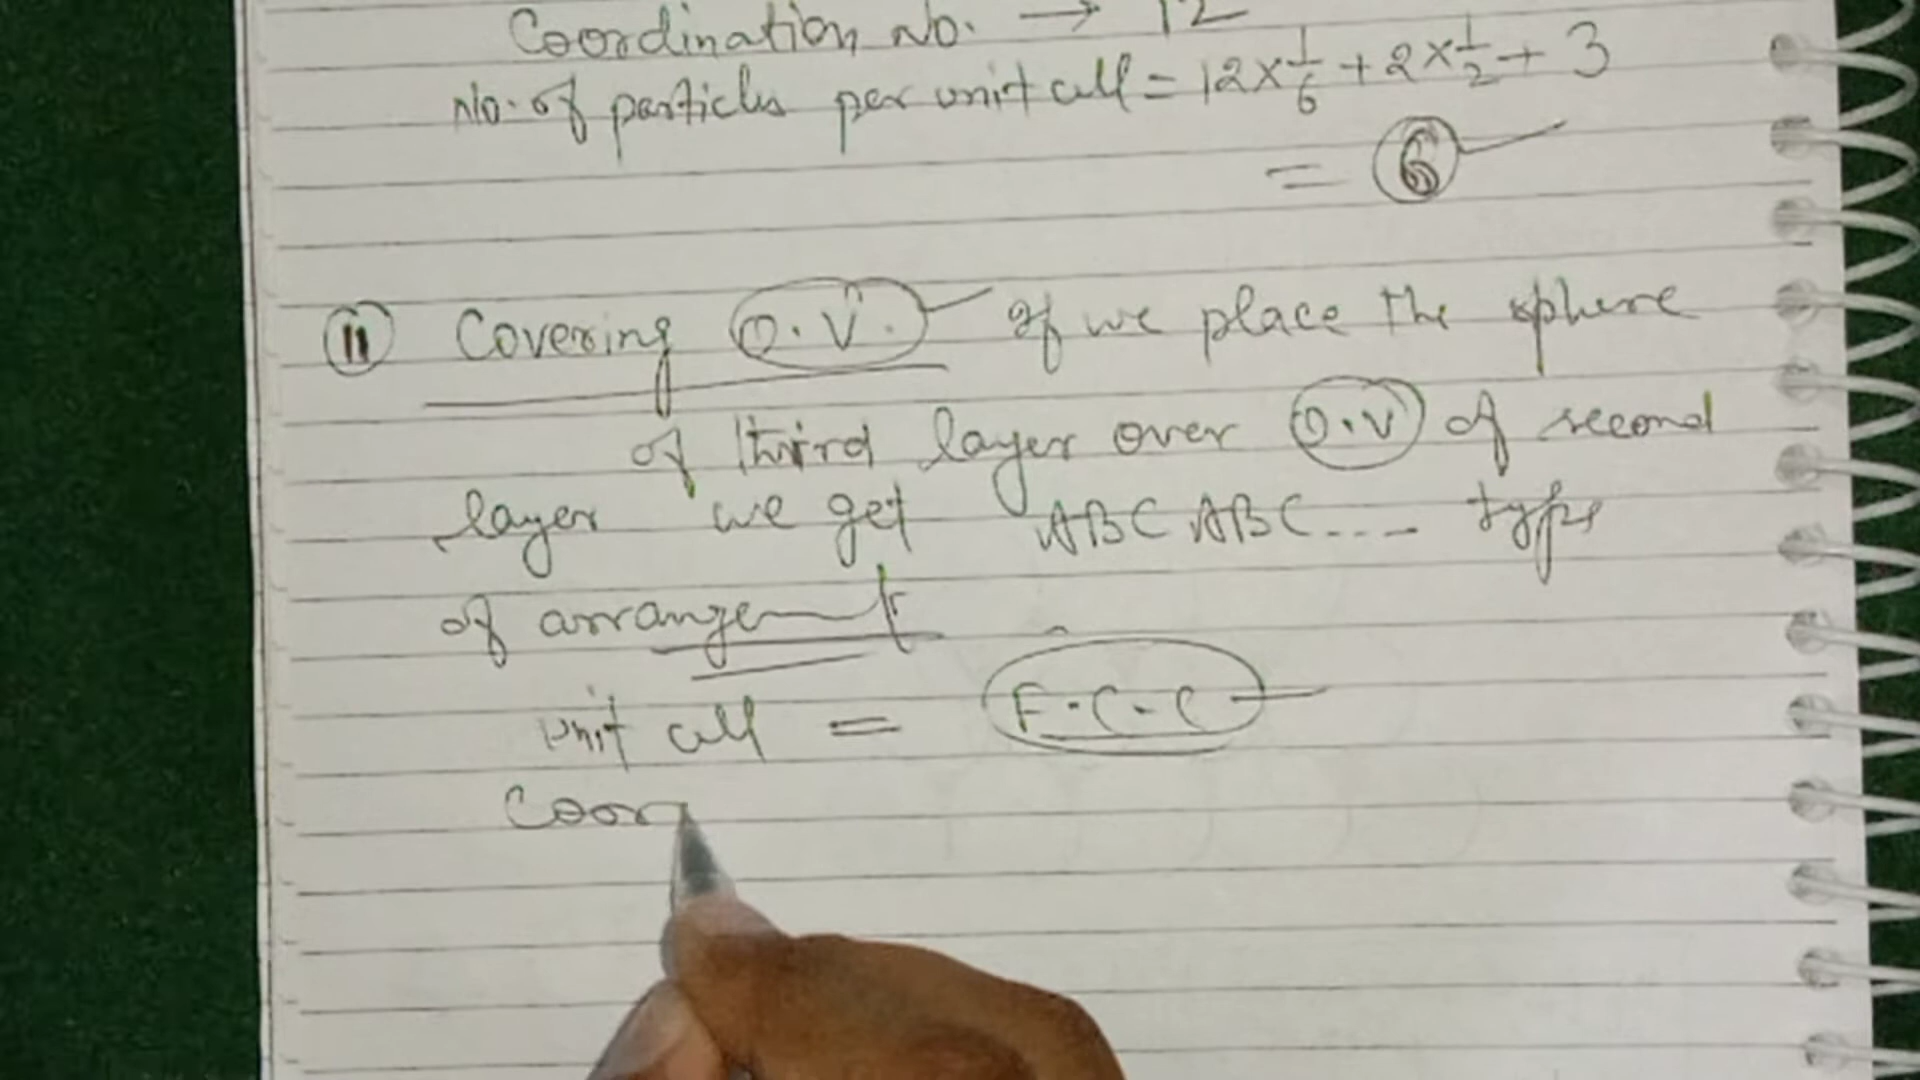 Coordination No. → 12
No. of particles per unit cell = 12 × 1/6 + 2 × 1/2 + 3
= 6
(ii) Covering O.V. If we place the sphere
of third layer over O.V of second
layer we get ABC ABC.... type
of arrangement
unit cell = F.C.C
Coor